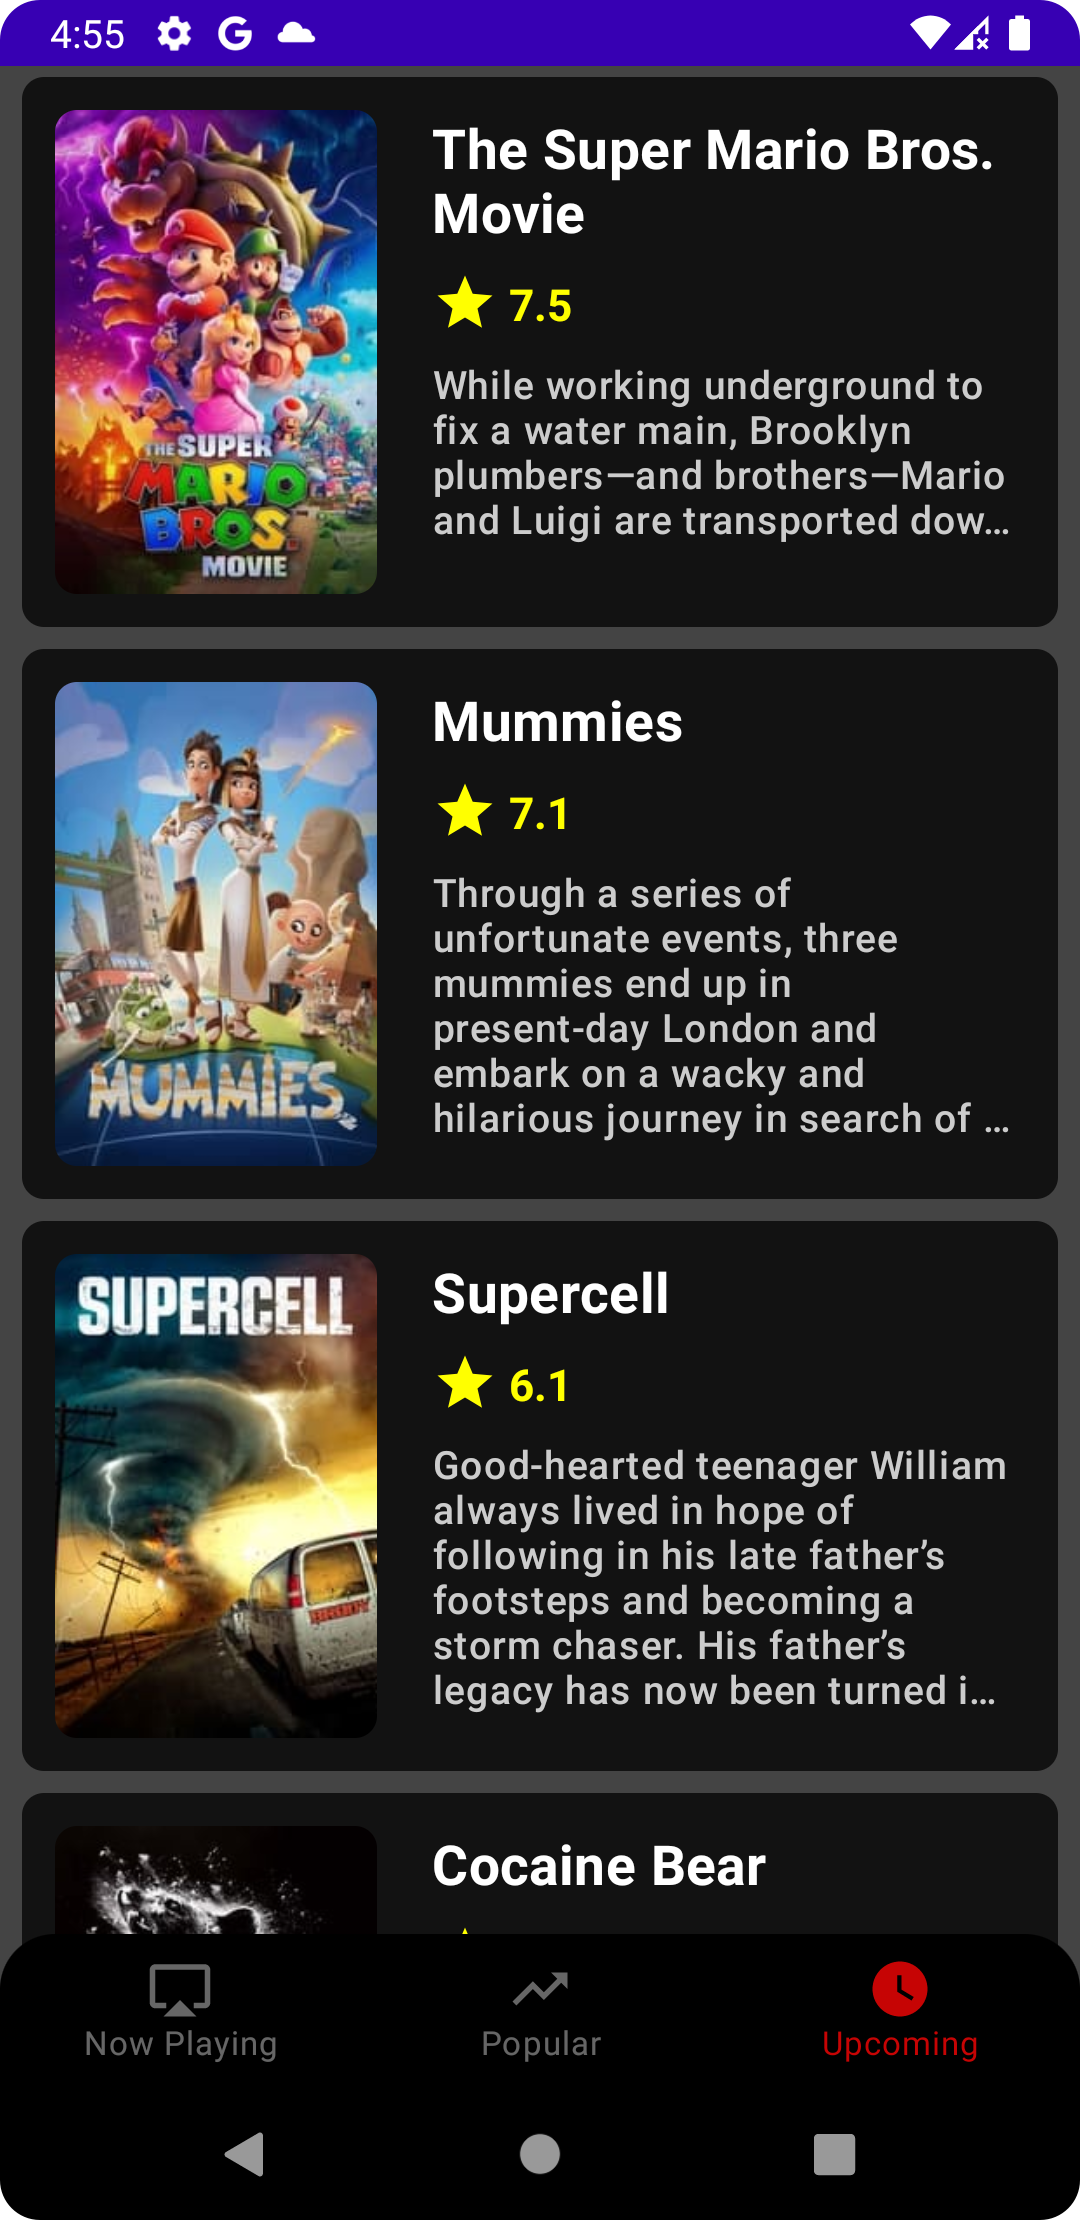 4:55
The Super Mario Bros.
Movie
7.5
While working underground to
fix a water main, Brooklyn
plumbers—and brothers—Mario
and Luigi are transported dow…
THE SUPER
MARIO
BROS.
MOVIE
Mummies
7.1
Through a series of
unfortunate events, three
mummies end up in
present-day London and
embark on a wacky and
hilarious journey in search of …
MUMMIES
SUPERCELL
Supercell
6.1
Good-hearted teenager William
always lived in hope of
following in his late father’s
footsteps and becoming a
storm chaser. His father’s
legacy has now been turned i…
Cocaine Bear
Now Playing
Popular
Upcoming